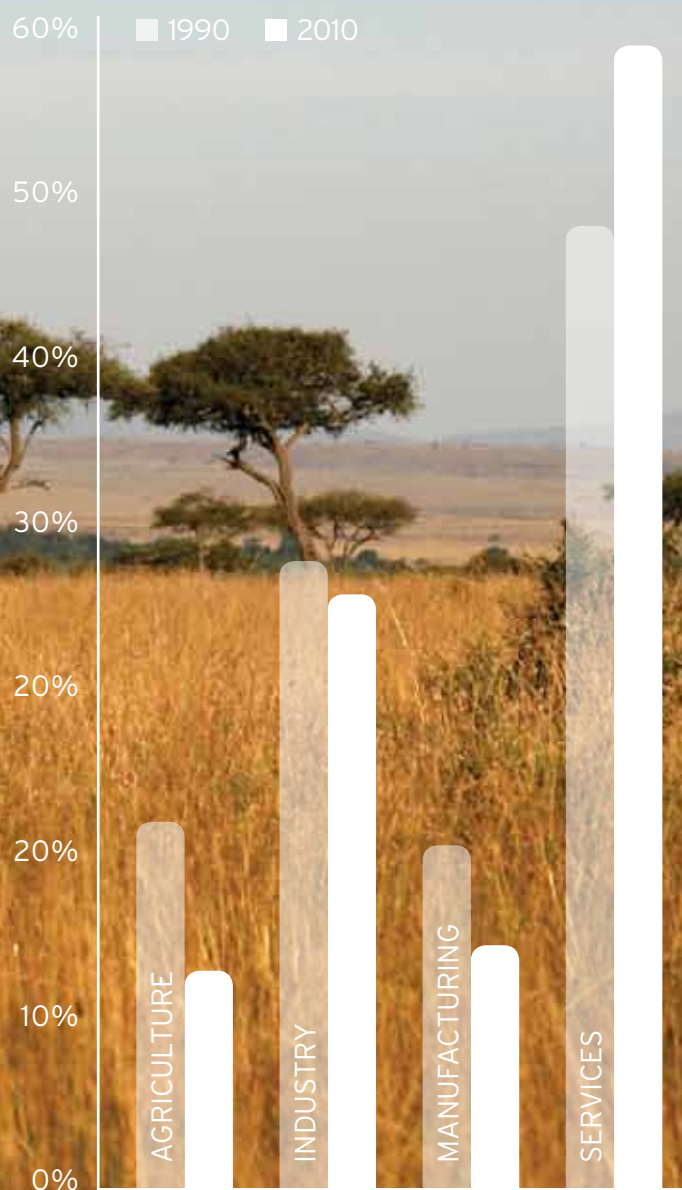 60%
1990
2010
50%
40%
30%
20%
20%
10%
0%
AGRICULTURE
INDUSTRY
MANUFACTURING
SERVICES